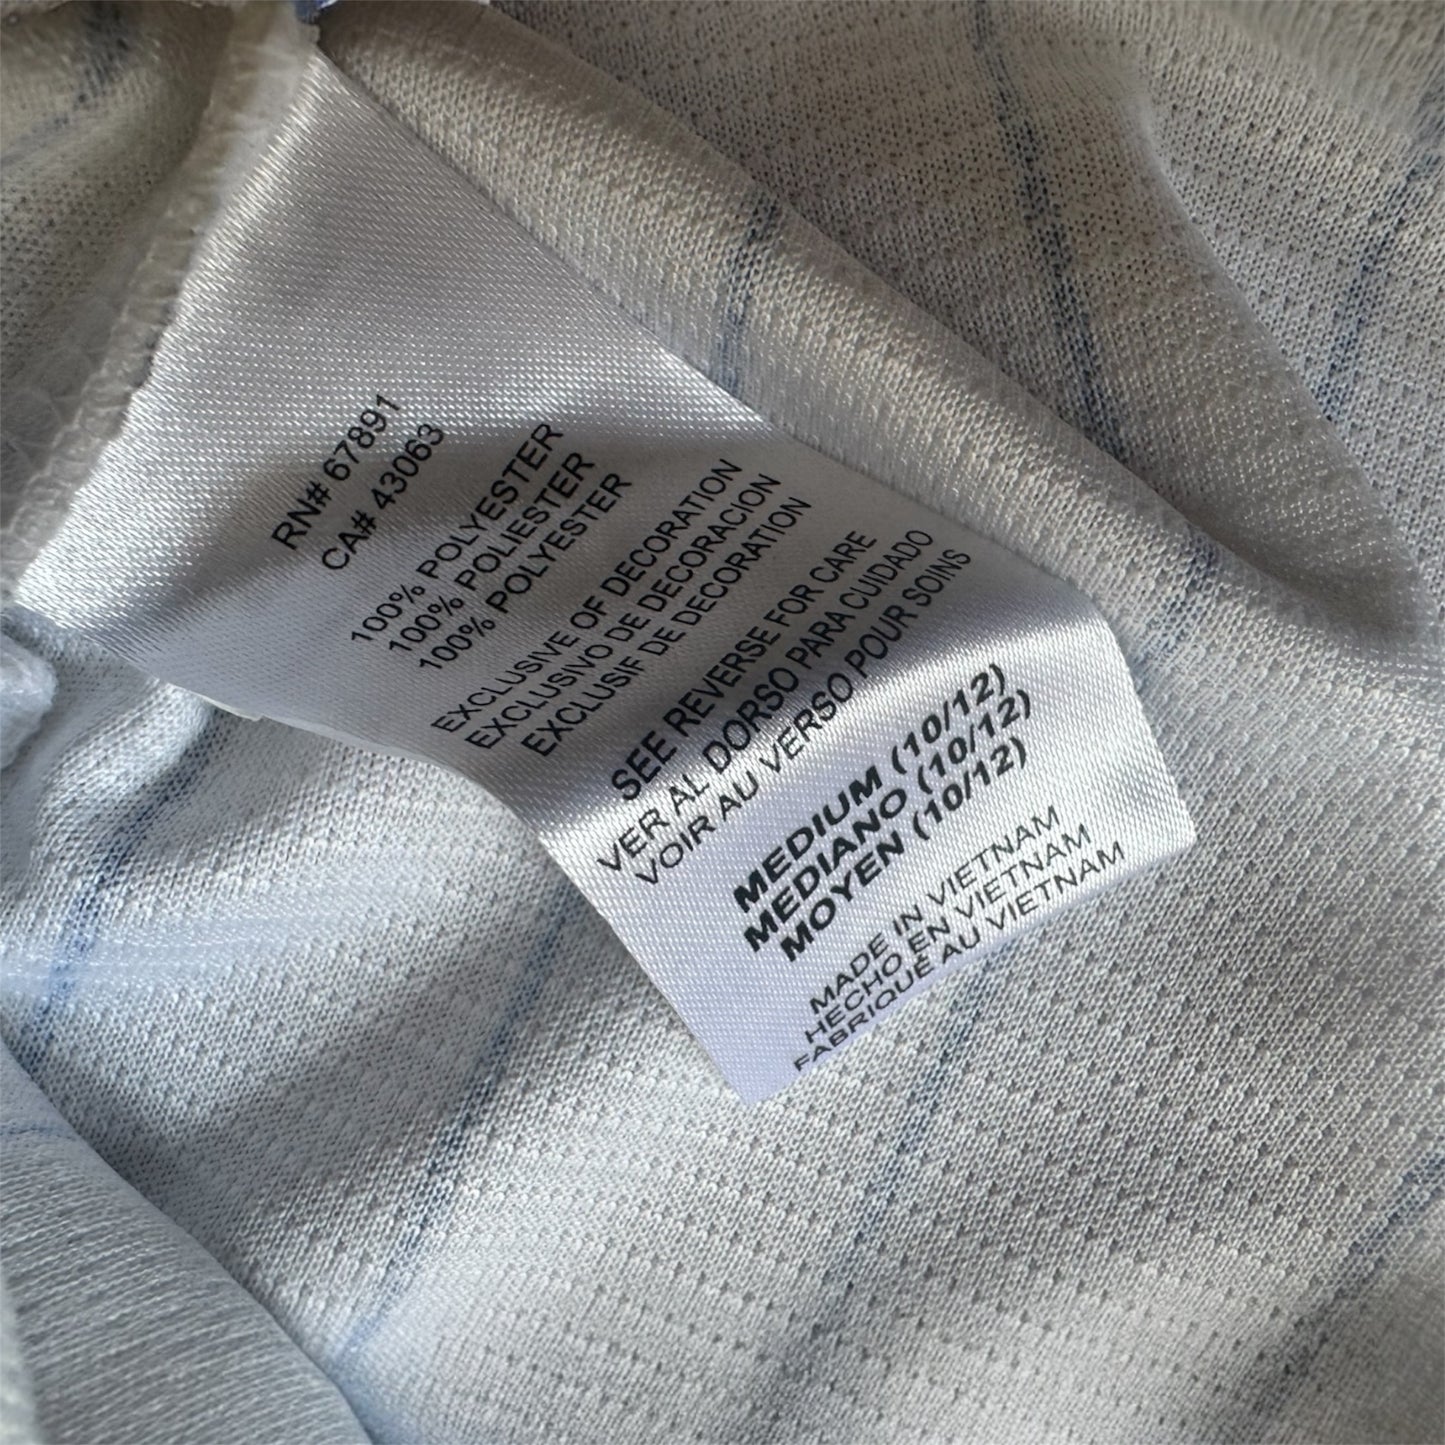 RN# 67891
CA# 43063
100% POLYESTER
100% POLIESTER
100% POLYESTER
EXCLUSIVE OF DECORATION
EXCLUSIVO DE DECORACION
EXCLUSIF DE DECORATION
SEE REVERSE FOR CARE
VER AL DORSO PARA CUIDADO
VOIR AU VERSO POUR SOINS
MEDIUM (10/12)
MEDIANO (10/12)
MOYEN (10/12)
MADE IN VIETNAM
HECHO EN VIETNAM
FABRIQUÉ AU VIETNAM